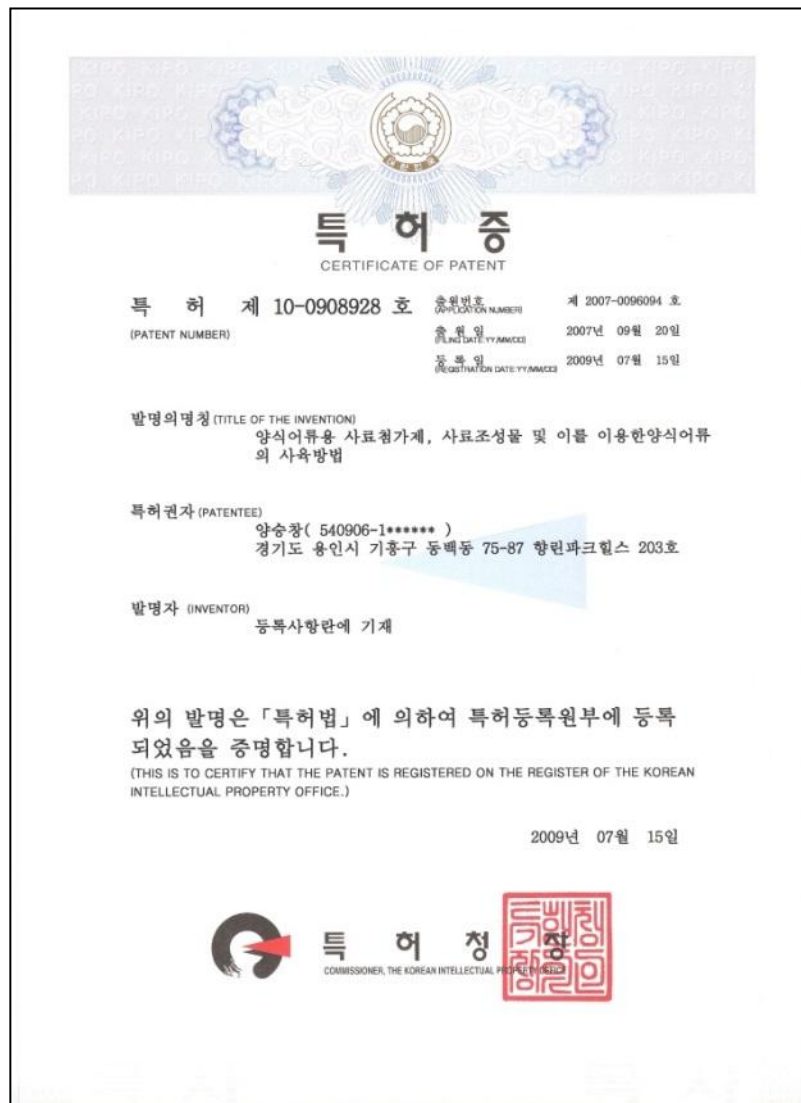 대한민국
특 허 증
CERTIFICATE OF PATENT
특 허 제 10-0908928 호
(PATENT NUMBER)
출원번호 제 2007-0096094 호
(APPLICATION NUMBER)
출 원 일 2007년 09월 20일
(FILING DATE:YY/MM/DD)
등 록 일 2009년 07월 15일
(REGISTRATION DATE:YY/MM/DD)
발명의명칭 (TITLE OF THE INVENTION)
양식어류용 사료첨가제, 사료조성물 및 이를 이용한양식어류
의 사육방법
특허권자 (PATENTEE)
양승창( 540906-1****** )
경기도 용인시 기흥구 동백동 75-87 향린파크힐스 203호
발명자 (INVENTOR)
등록사항란에 기재
위의 발명은 「특허법」에 의하여 특허등록원부에 등록
되었음을 증명합니다.
(THIS IS TO CERTIFY THAT THE PATENT IS REGISTERED ON THE REGISTER OF THE KOREAN
INTELLECTUAL PROPERTY OFFICE.)
2009년 07월 15일
특 허 청 장
COMMISSIONER, THE KOREAN INTELLECTUAL PROPERTY OFFICE